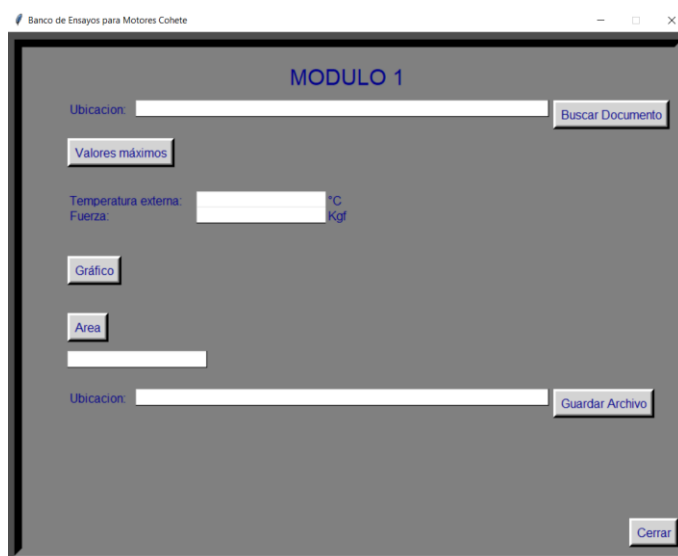 Banco de Ensayos para Motores Cohete
MODULO 1
Ubicacion: Buscar Documento
Valores máximos
Temperatura externa: °C
Fuerza: Kgf
Gráfico
Area
Ubicacion: Guardar Archivo
Cerrar